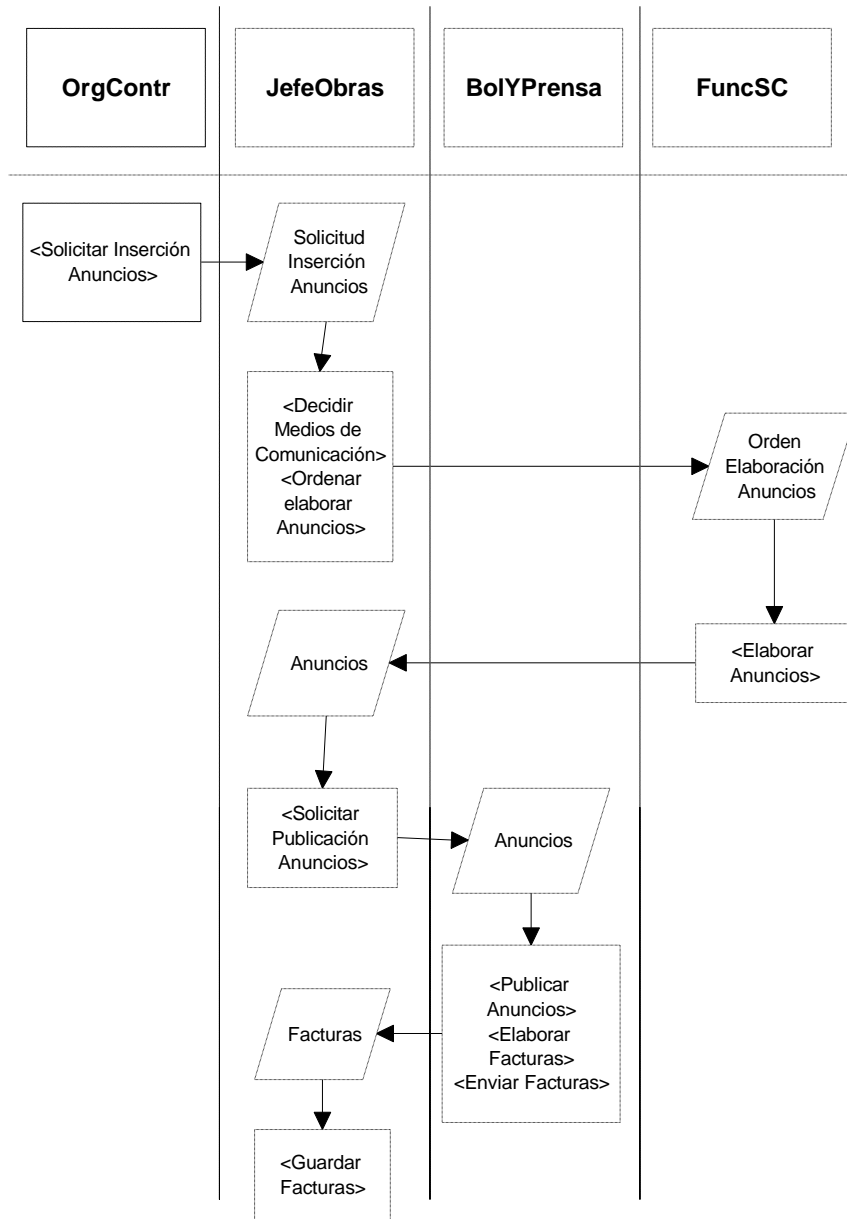 OrgContr
JefeObras
BolYPrensa
FuncSC
<Solicitar Inserción
Anuncios>
Solicitud
Inserción
Anuncios
<Decidir
Medios de
Comunicación>
<Ordenar
elaborar
Anuncios>
Orden
Elaboración
Anuncios
<Elaborar
Anuncios>
Anuncios
<Solicitar
Publicación
Anuncios>
Anuncios
<Publicar
Anuncios>
<Elaborar
Facturas>
<Enviar Facturas>
Facturas
<Guardar
Facturas>